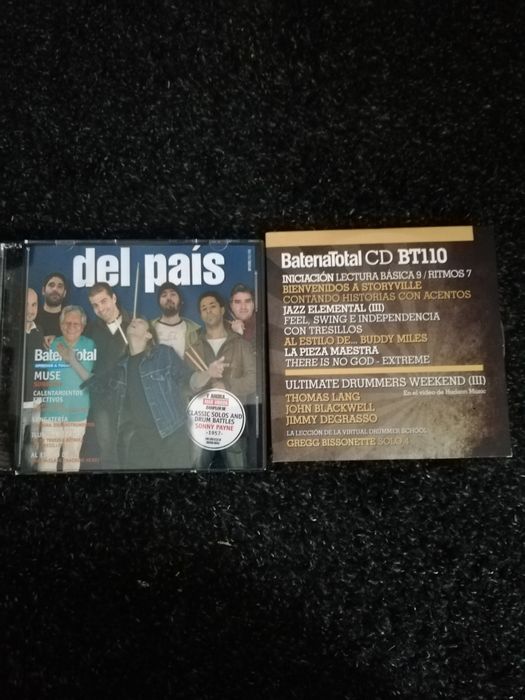 del país
BateríaTotal
MUSE
CALENTAMIENTOS
EFECTIVOS
Y AHORA
CLASSIC SOLOS AND
DRUM BATTLES
SONNY PAYNE
-1957-
BateríaTotal CD BT110
INICIACIÓN LECTURA BÁSICA 9 / RITMOS 7
BIENVENIDOS A STORYVILLE
CONTANDO HISTORIAS CON ACENTOS
JAZZ ELEMENTAL (III)
FEEL, SWING E INDEPENDENCIA
CON TRESILLOS
AL ESTILO DE... BUDDY MILES
LA PIEZA MAESTRA
THERE IS NO GOD - EXTREME
ULTIMATE DRUMMERS WEEKEND (III)
THOMAS LANG
En el vídeo de Hudson Music
JOHN BLACKWELL
JIMMY DEGRASSO
LA LECCIÓN DE LA VIRTUAL DRUMMER SCHOOL
GREGG BISSONETTE SOLO 4